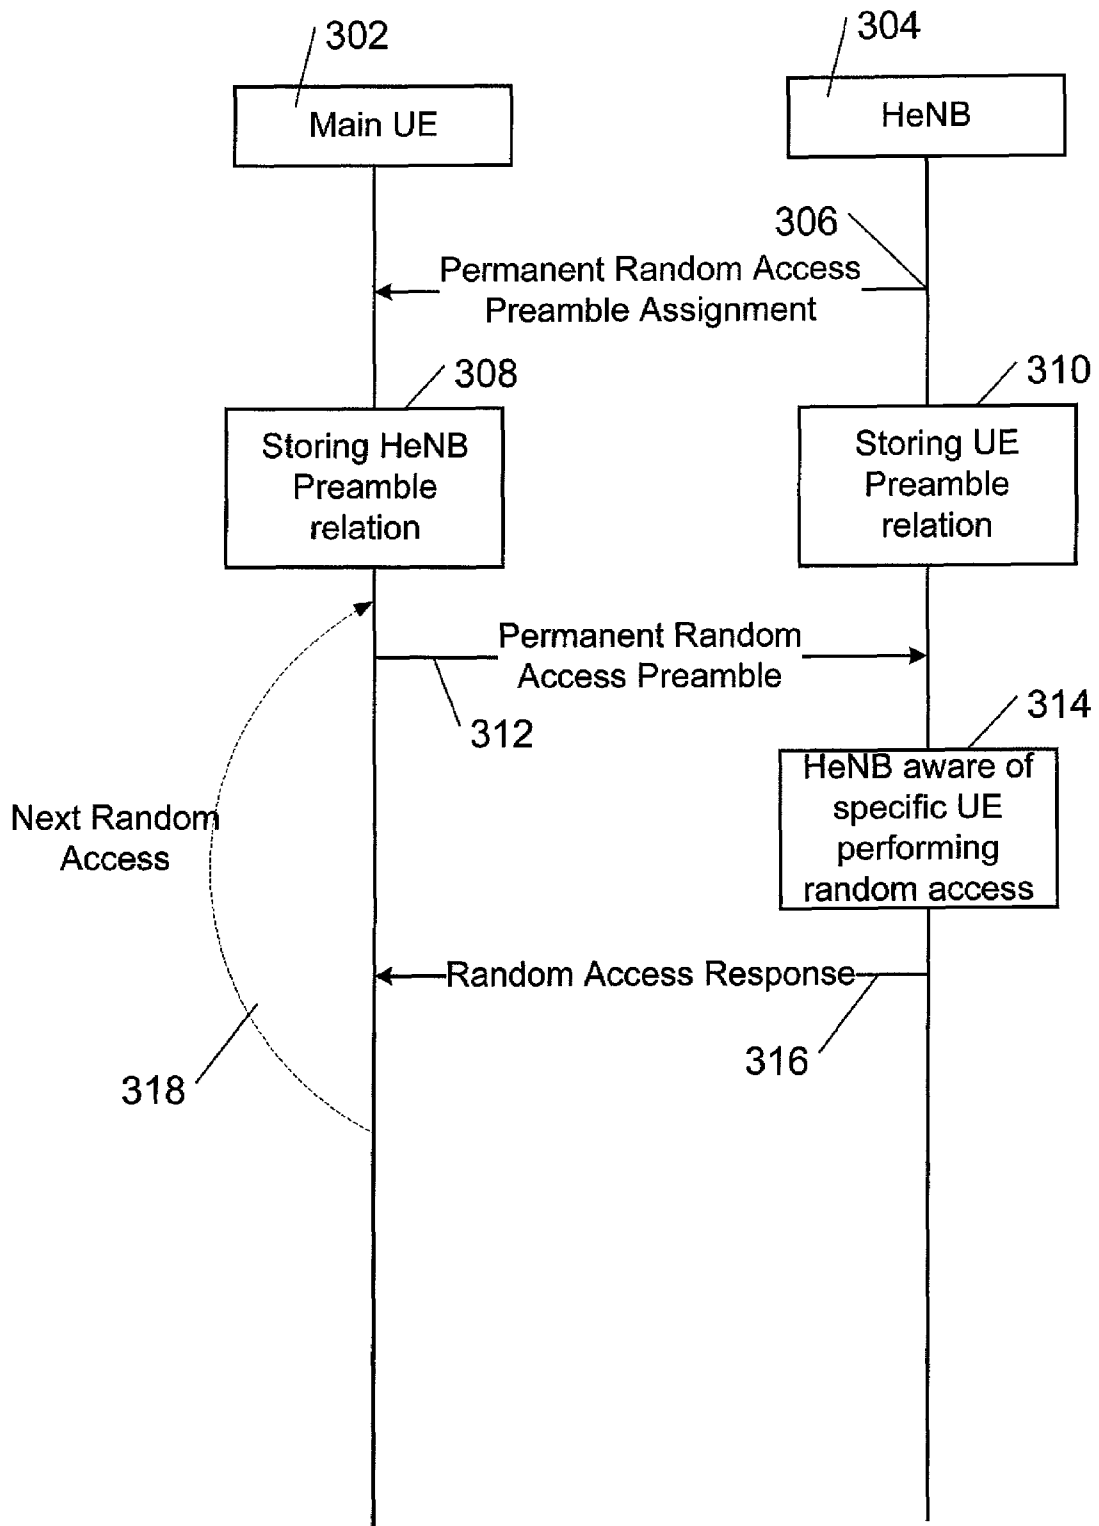 302
304
Main UE
HeNB
306
Permanent Random Access
Preamble Assignment
308
310
Storing HeNB
Preamble
relation
Storing UE
Preamble
relation
Permanent Random
Access Preamble
312
314
HeNB aware of
specific UE
performing
random access
Next Random
Access
Random Access Response
316
318